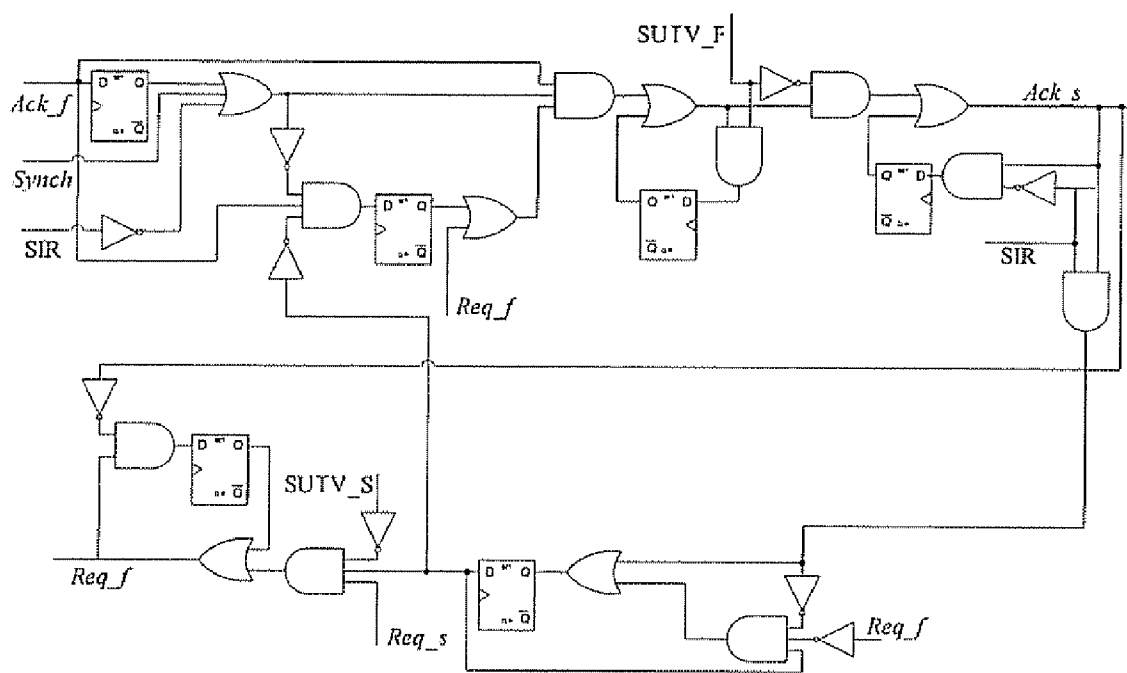 SUTV_F
D Q
Ack_f
Q
Ack_s
Synch
Q D
D Q
SIR
Q
Q D
Q
Q
SIR
Req_f
D Q
SUTV_S
Q
Req_f
D Q
Q
Req_s
Req_f